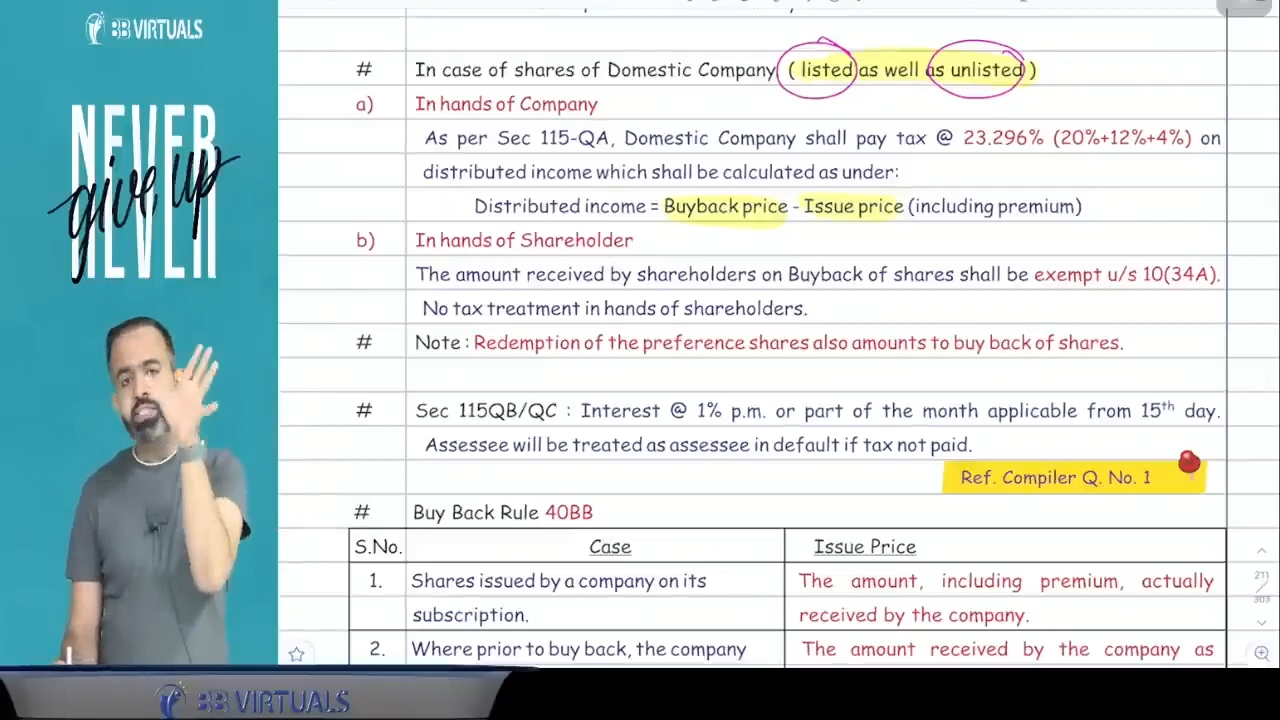 BB VIRTUALS
NEVER
give up
NEVER
# In case of shares of Domestic Company ( listed as well as unlisted )
a) In hands of Company
As per Sec 115-QA, Domestic Company shall pay tax @ 23.296% (20%+12%+4%) on
distributed income which shall be calculated as under:
Distributed income = Buyback price - Issue price (including premium)
b) In hands of Shareholder
The amount received by shareholders on Buyback of shares shall be exempt u/s 10(34A).
No tax treatment in hands of shareholders.
# Note : Redemption of the preference shares also amounts to buy back of shares.
# Sec 115QB/QC : Interest @ 1% p.m. or part of the month applicable from 15th day.
Assessee will be treated as assessee in default if tax not paid.
Ref. Compiler Q. No. 1
# Buy Back Rule 40BB
S.No. Case Issue Price
1. Shares issued by a company on its The amount, including premium, actually
subscription. received by the company.
2. Where prior to buy back, the company The amount received by the company as
211
303
BB VIRTUALS